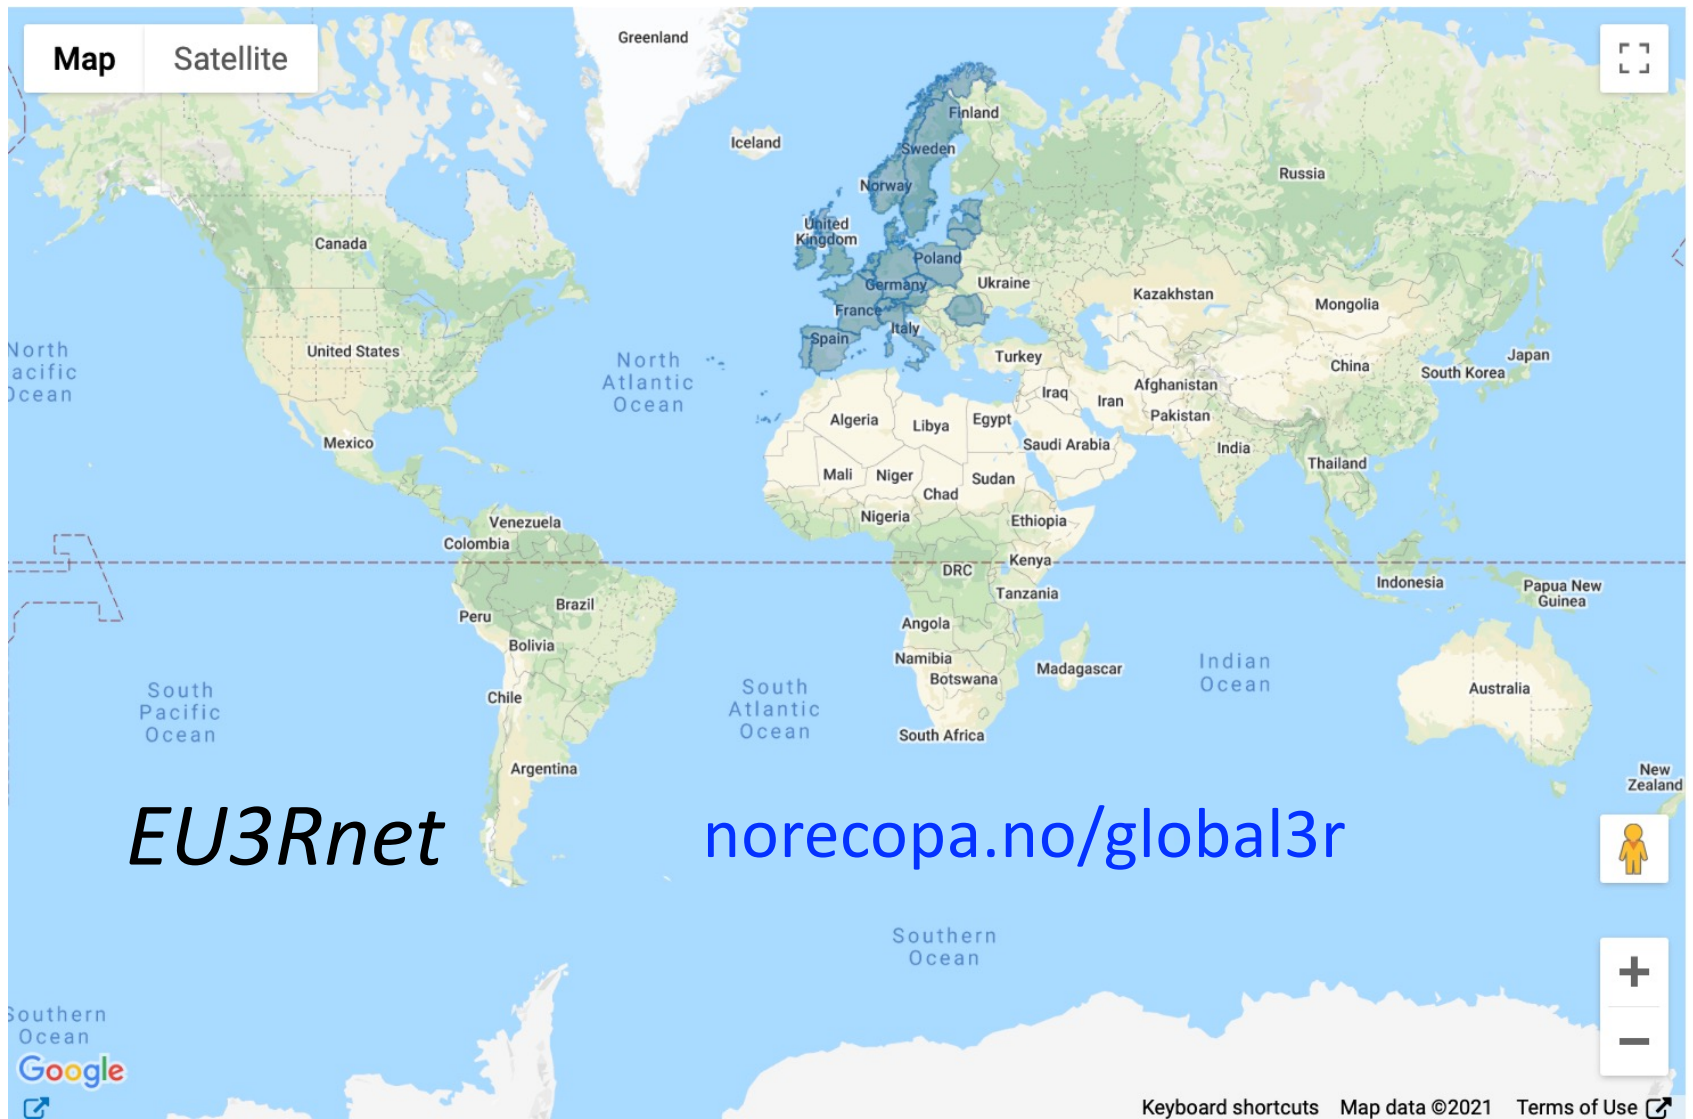 Map
Satellite
Greenland
Iceland
Finland
Sweden
Norway
Russia
United
Kingdom
Canada
Poland
Germany
Ukraine
Kazakhstan
Mongolia
France
Italy
Spain
United States
North
acific
Ocean
North
Atlantic
Ocean
Turkey
Japan
China
South Korea
Afghanistan
Iraq
Iran
Pakistan
Algeria
Libya
Egypt
Saudi Arabia
India
Mexico
Thailand
Mali
Niger
Sudan
Chad
Nigeria
Ethiopia
Venezuela
Colombia
Kenya
DRC
Indonesia
Papua New
Guinea
Tanzania
Brazil
Peru
Angola
Bolivia
Namibia
Botswana
Madagascar
Indian
Ocean
Chile
South
Pacific
Ocean
South
Atlantic
Ocean
Australia
South Africa
Argentina
New
Zealand
EU3Rnet
norecopa.no/global3r
Southern
Ocean
Southern
Ocean
Google
Keyboard shortcuts Map data ©2021 Terms of Use